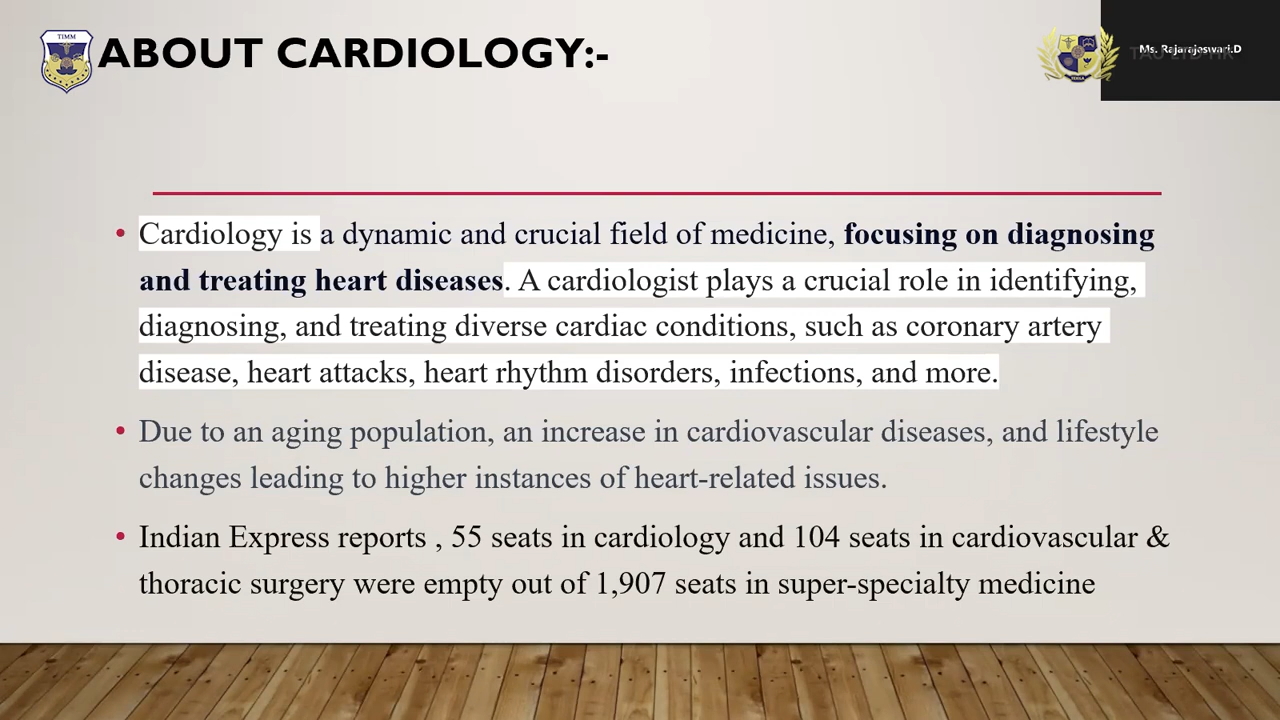 TIMM
ABOUT CARDIOLOGY:-
Ms. Rajarajeswari.D
• Cardiology is a dynamic and crucial field of medicine, focusing on diagnosing
and treating heart diseases. A cardiologist plays a crucial role in identifying,
diagnosing, and treating diverse cardiac conditions, such as coronary artery
disease, heart attacks, heart rhythm disorders, infections, and more.
• Due to an aging population, an increase in cardiovascular diseases, and lifestyle
changes leading to higher instances of heart-related issues.
• Indian Express reports , 55 seats in cardiology and 104 seats in cardiovascular &
thoracic surgery were empty out of 1,907 seats in super-specialty medicine